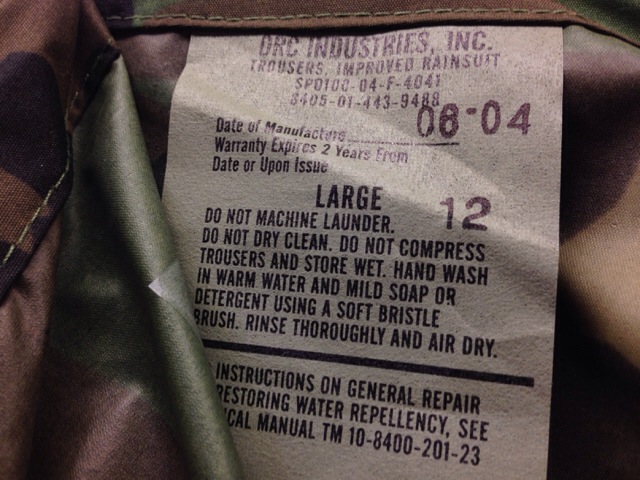 ORC INDUSTRIES, INC.
TROUSERS, IMPROVED RAINSUIT
SPO100-04-F-4041
8405-01-443-9488
Date of Manufacture 08-04
Warranty Expires 2 Years From
Date or Upon Issue
LARGE 12
DO NOT MACHINE LAUNDER.
DO NOT DRY CLEAN. DO NOT COMPRESS
TROUSERS AND STORE WET. HAND WASH
IN WARM WATER AND MILD SOAP OR
DETERGENT USING A SOFT BRISTLE
BRUSH. RINSE THOROUGHLY AND AIR DRY.
INSTRUCTIONS ON GENERAL REPAIR
RESTORING WATER REPELLENCY, SEE
ICAL MANUAL TM 10-8400-201-23